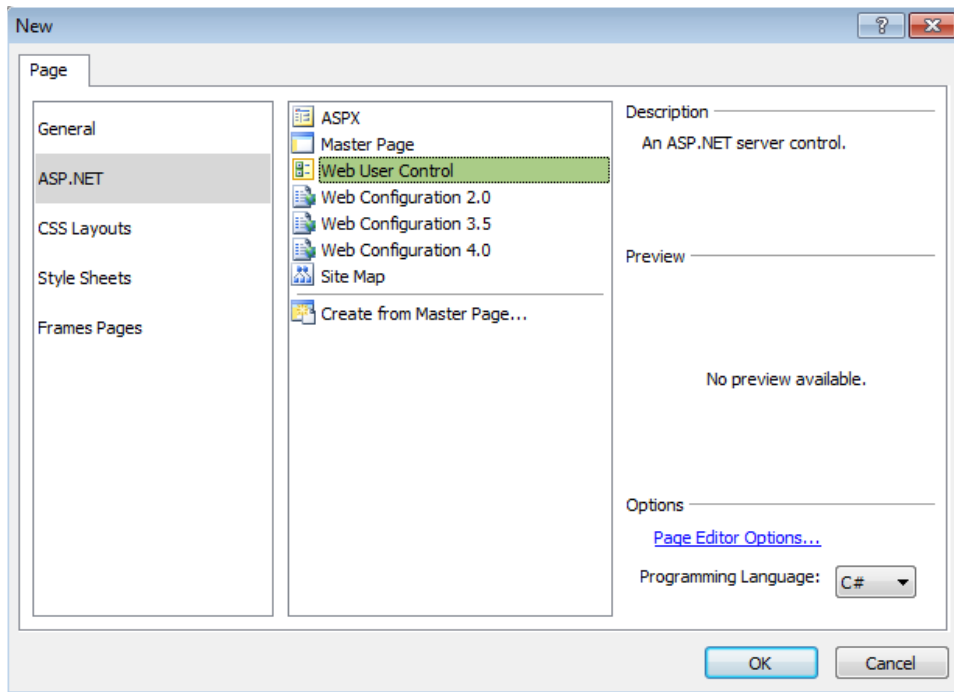 New
Page
General
ASP.NET
CSS Layouts
Style Sheets
Frames Pages
ASPX
Master Page
Web User Control
Web Configuration 2.0
Web Configuration 3.5
Web Configuration 4.0
Site Map
Create from Master Page...
Description
An ASP.NET server control.
Preview
No preview available.
Options
Page Editor Options...
Programming Language: C#
OK Cancel